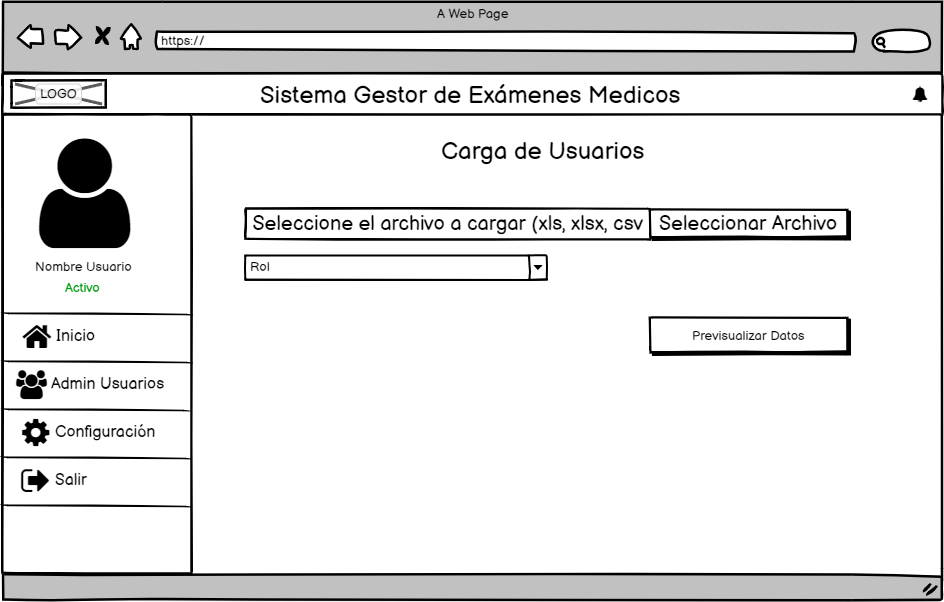 A Web Page
https://
LOGO
Sistema Gestor de Exámenes Medicos
Nombre Usuario
Activo
Inicio
Admin Usuarios
Configuración
Salir
Carga de Usuarios
Seleccione el archivo a cargar (xls, xlsx, csv
Seleccionar Archivo
Rol
Previsualizar Datos